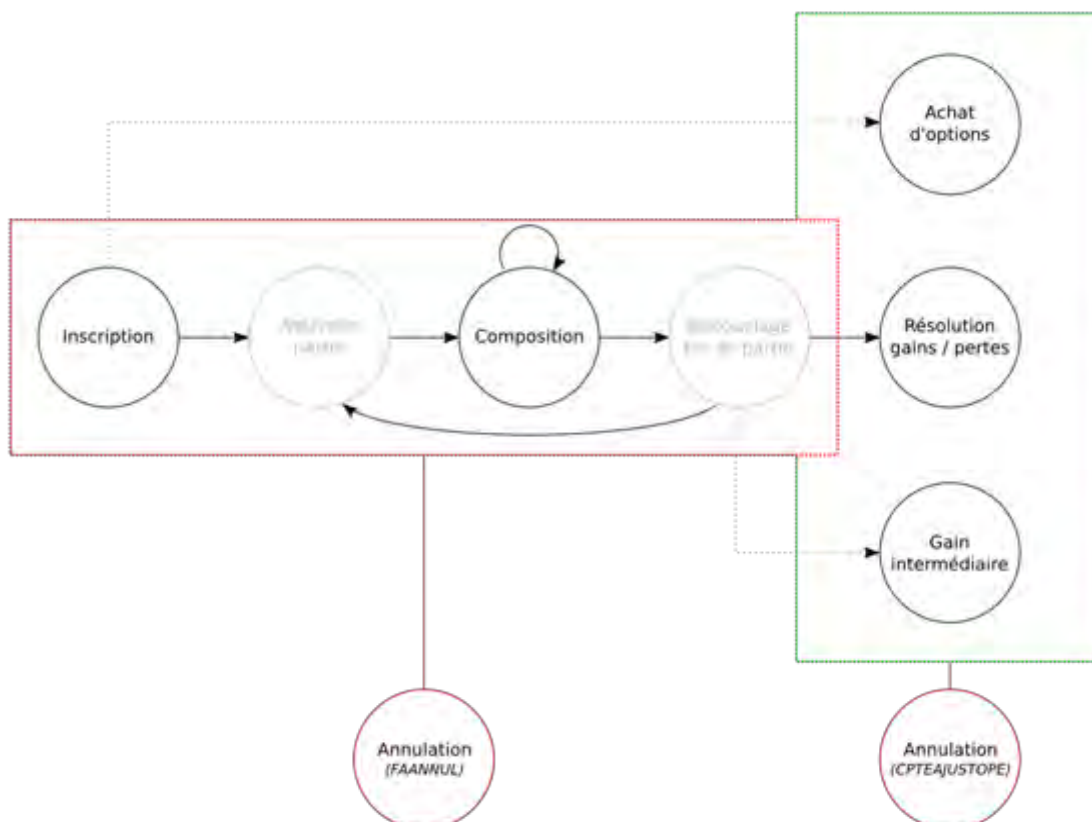 Achat
d'options
Inscription
Composition
Résolution
gains / pertes
Gain
intermédiaire
Annulation
(FAANNUL)
Annulation
(CPTEAJUSTOPE)